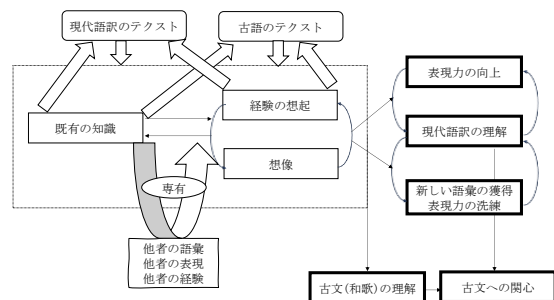 現代語訳のテクスト
古語のテクスト
既有の知識
経験の想起
想像
専有
他者の語彙
他者の表現
他者の経験
表現力の向上
現代語訳の理解
新しい語彙の獲得
表現力の洗練
古文(和歌)の理解
古文への関心